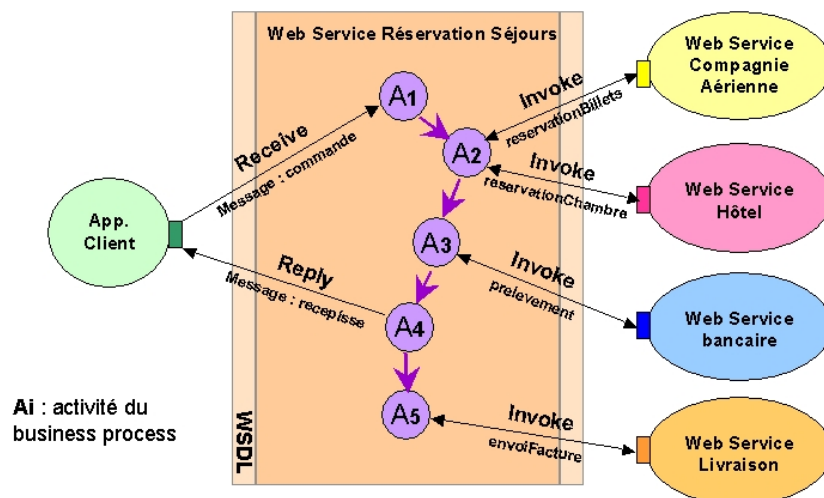 Web Service Réservation Séjours
Web Service
Compagnie
Aérienne
A1
Invoke
reservationBillets
Receive
Message : commande
A2
Invoke
reservationChambre
Web Service
Hôtel
App.
Client
A3
Reply
Message : recepisse
Invoke
prelevement
Web Service
bancaire
A4
Ai : activité du
business process
WSDL
A5
Invoke
envoiFacture
Web Service
Livraison